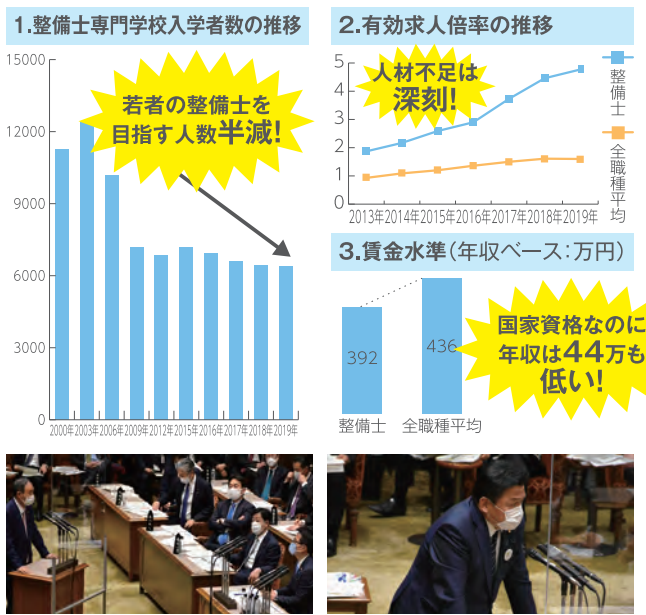 1.整備士専門学校入学者数の推移
15000
12000
9000
6000
3000
0
若者の整備士を
目指す人数半減!
2000年 2003年 2006年 2009年 2012年 2015年 2016年 2017年 2018年 2019年
2.有効求人倍率の推移
5
4
3
2
1
0
人材不足は
深刻!
整備士
全職種平均
2013年 2014年 2015年 2016年 2017年 2018年 2019年
3.賃金水準(年収ベース:万円)
392
436
整備士 全職種平均
国家資格なのに
年収は44万も
低い!